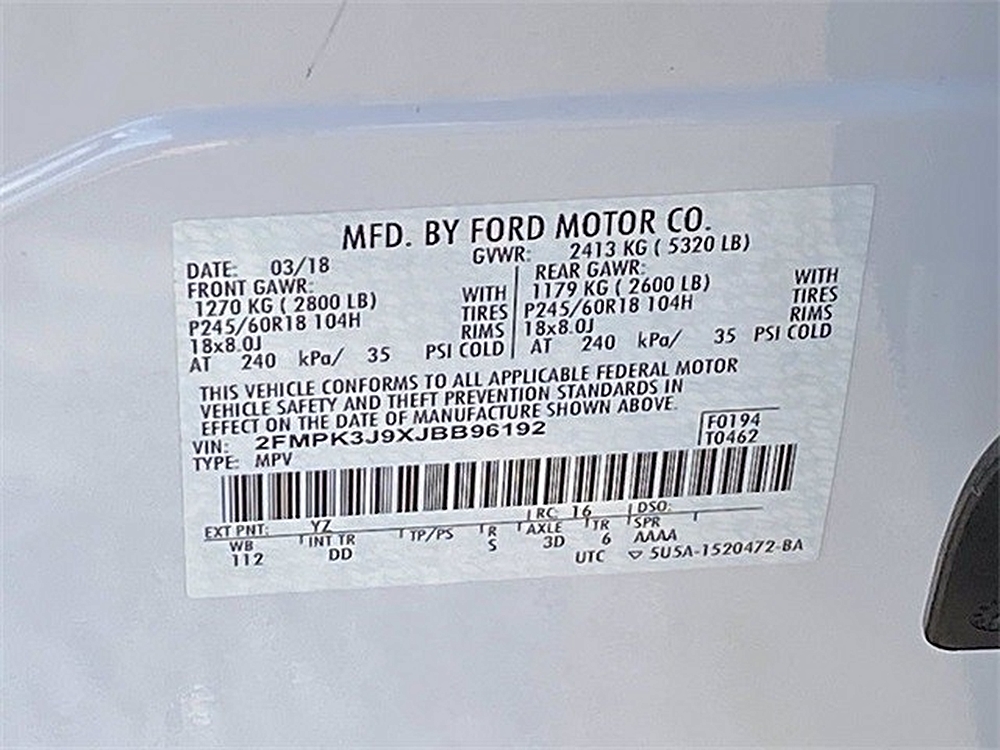 MFD. BY FORD MOTOR CO.
DATE: 03/18 GVWR: 2413 KG ( 5320 LB)
FRONT GAWR: REAR GAWR:
1270 KG ( 2800 LB) WITH 1179 KG ( 2600 LB) WITH
P245/60R18 104H TIRES P245/60R18 104H TIRES
18x8.0J RIMS 18x8.0J RIMS
AT 240 kPa/ 35 PSI COLD AT 240 kPa/ 35 PSI COLD
THIS VEHICLE CONFORMS TO ALL APPLICABLE FEDERAL MOTOR
VEHICLE SAFETY AND THEFT PREVENTION STANDARDS IN
EFFECT ON THE DATE OF MANUFACTURE SHOWN ABOVE.
VIN: 2FMPK3J9XJBB96192 F0194
TYPE: MPV T0462
EXT PNT: YZ RC: 16 DSO:
WB INT TR TP/PS R AXLE TR SPR
112 DD S 3D 6 AAAA
UTC ▽ 5U5A-1520472-BA